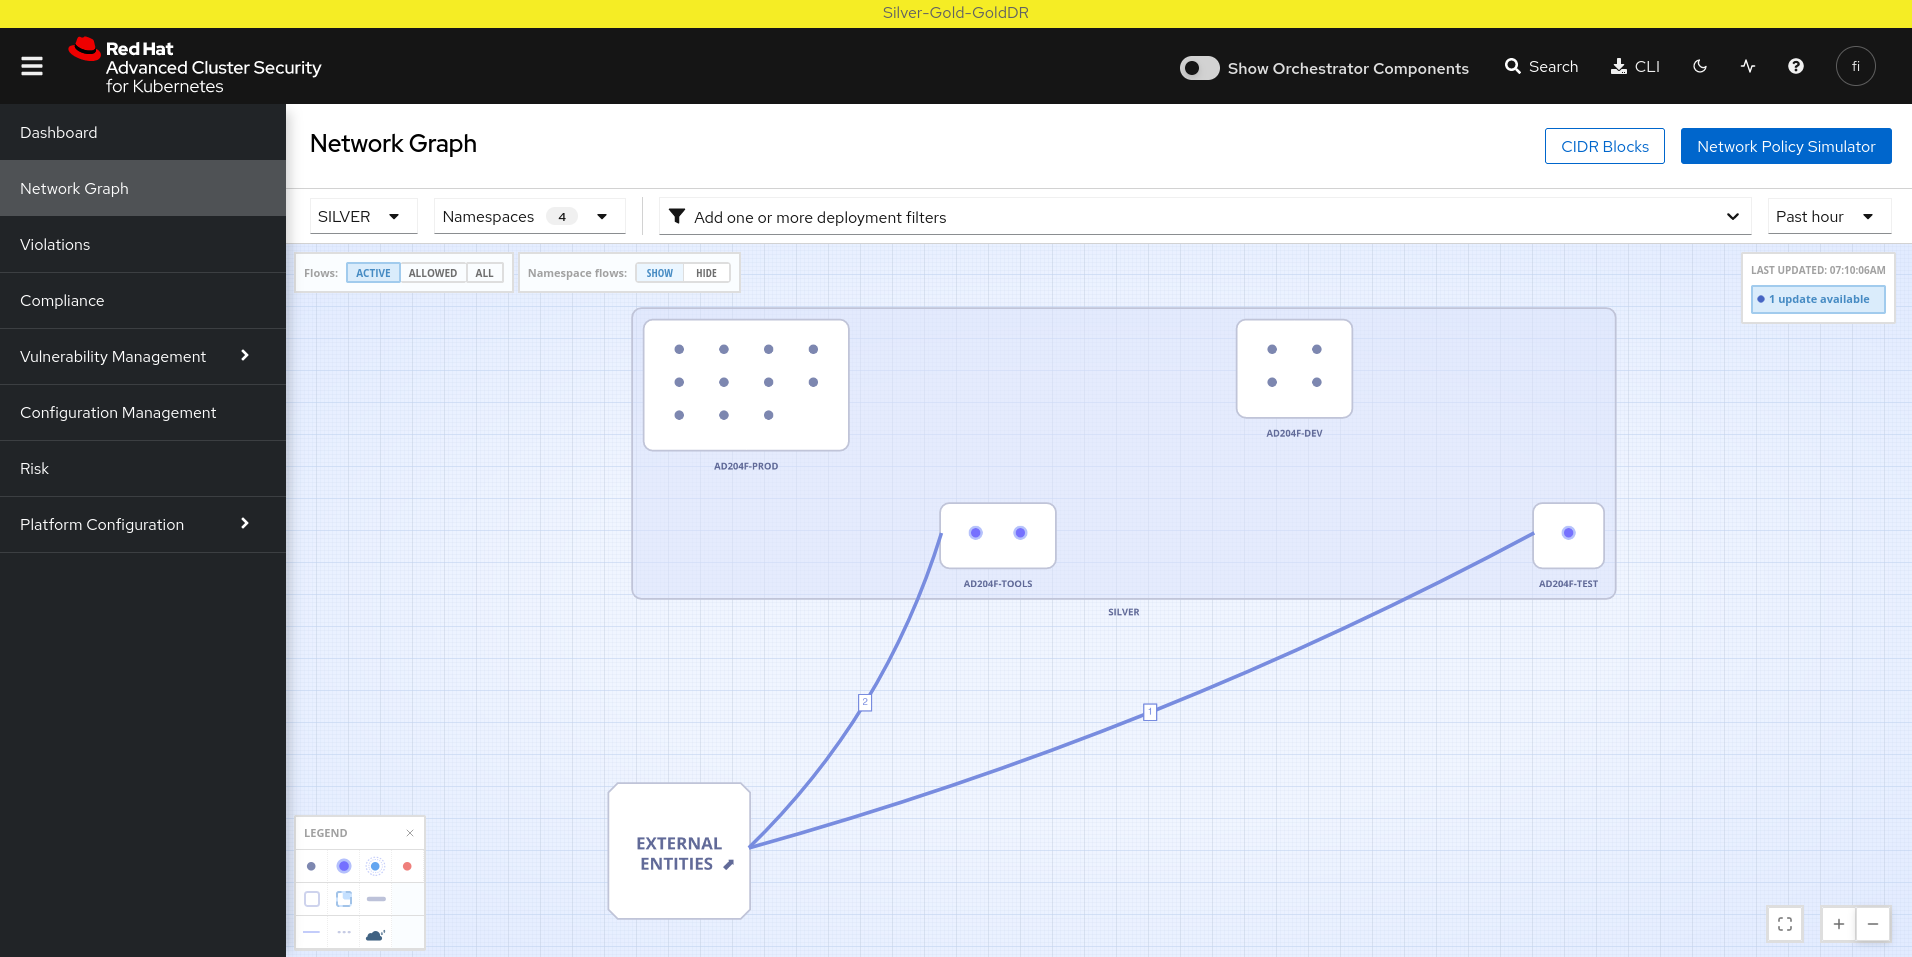 Silver-Gold-GoldDR
Red Hat
Advanced Cluster Security
for Kubernetes
Show Orchestrator Components
Search
CLI
fi
Dashboard
Network Graph
Violations
Compliance
Vulnerability Management
Configuration Management
Risk
Platform Configuration
Network Graph
CIDR Blocks
Network Policy Simulator
SILVER
Namespaces 4
Add one or more deployment filters
Past hour
Flows: ACTIVE ALLOWED ALL
Namespace flows: SHOW HIDE
LAST UPDATED: 07:10:06AM
1 update available
AD204F-PROD
AD204F-DEV
AD204F-TOOLS
AD204F-TEST
SILVER
2
1
EXTERNAL
ENTITIES
LEGEND